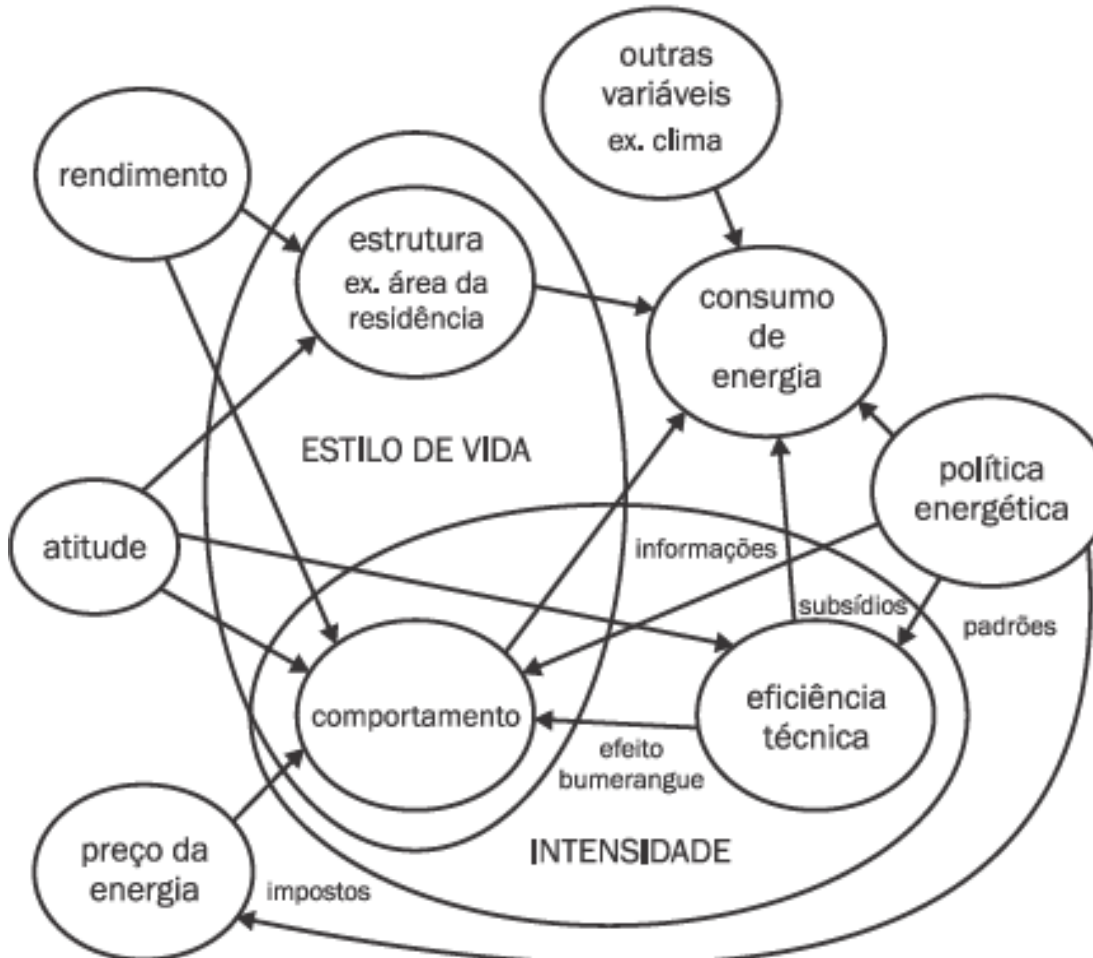 outras
variáveis
ex. clima
rendimento
estrutura
ex. área da
residência
consumo
de
energia
ESTILO DE VIDA
política
energética
atitude
informações
subsídios
padrões
comportamento
eficiência
técnica
efeito
bumerangue
INTENSIDADE
preço da
energia
impostos